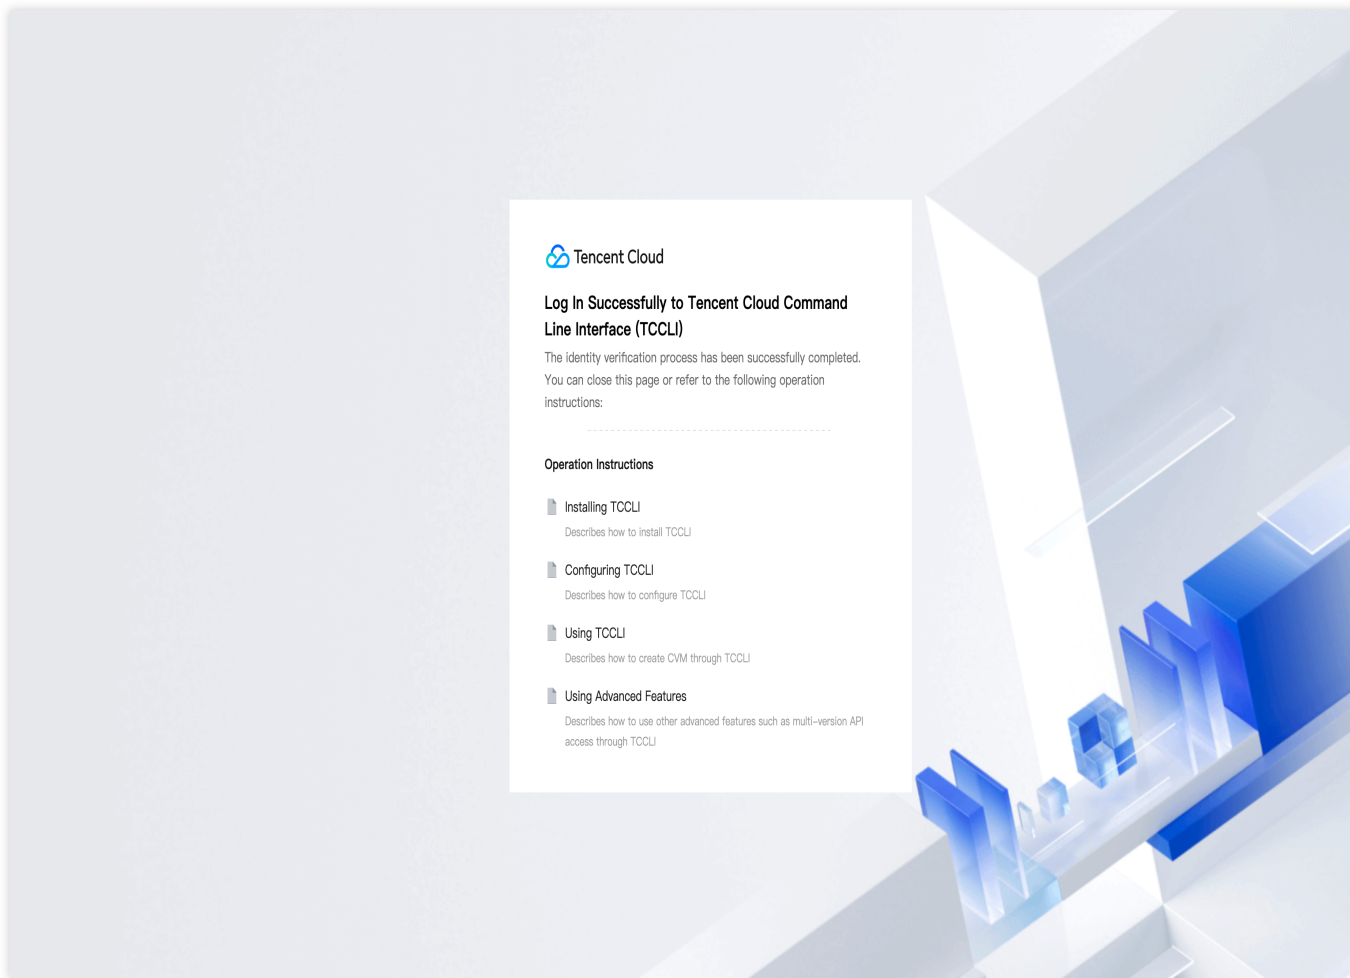 Tencent Cloud
Log In Successfully to Tencent Cloud Command
Line Interface (TCCLI)
The identity verification process has been successfully completed.
You can close this page or refer to the following operation
instructions:
Operation Instructions
Installing TCCLI
Describes how to install TCCLI
Configuring TCCLI
Describes how to configure TCCLI
Using TCCLI
Describes how to create CVM through TCCLI
Using Advanced Features
Describes how to use other advanced features such as multi-version API
access through TCCLI